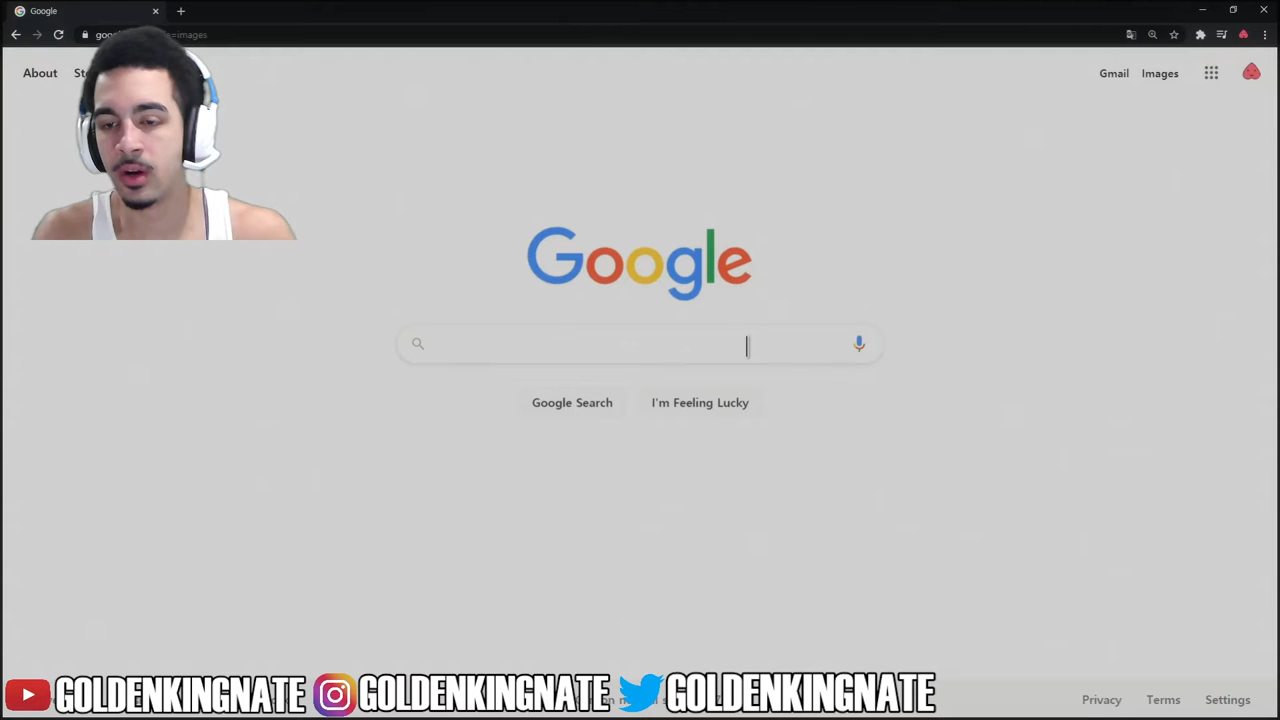 Google
About
Gmail Images
Google
Google Search I'm Feeling Lucky
GOLDENKINGNATE GOLDENKINGNATE GOLDENKINGNATE
Privacy Terms Settings